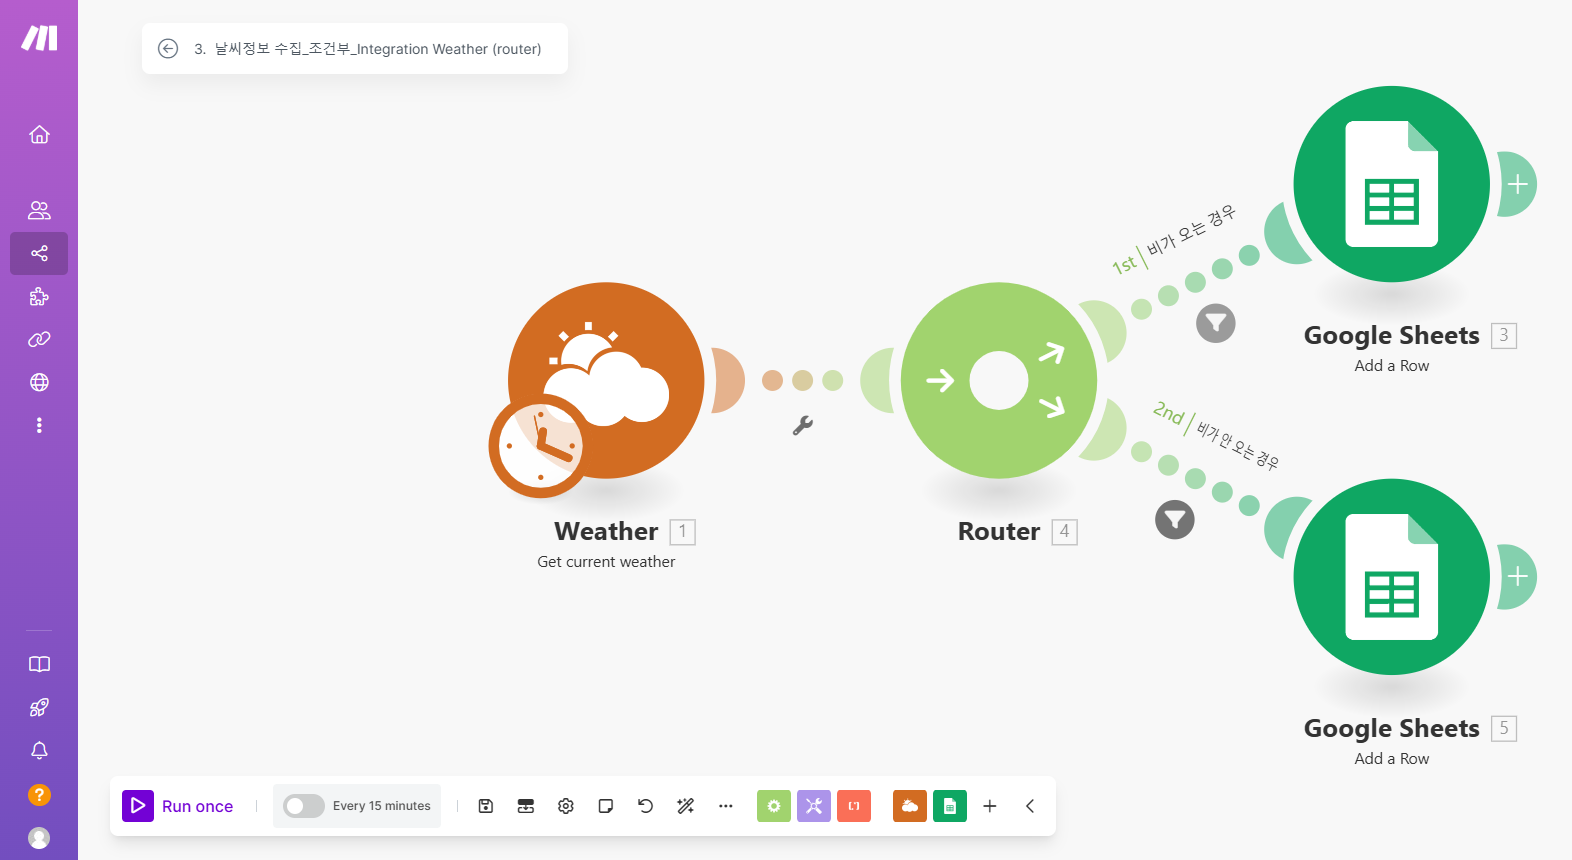 3. 날씨정보 수집_조건부_Integration Weather (router)
1st
비가 오는 경우
Google Sheets 3
Add a Row
2nd
비가 안 오는 경우
Weather 1
Get current weather
Router 4
Google Sheets 5
Add a Row
Run once
Every 15 minutes
?